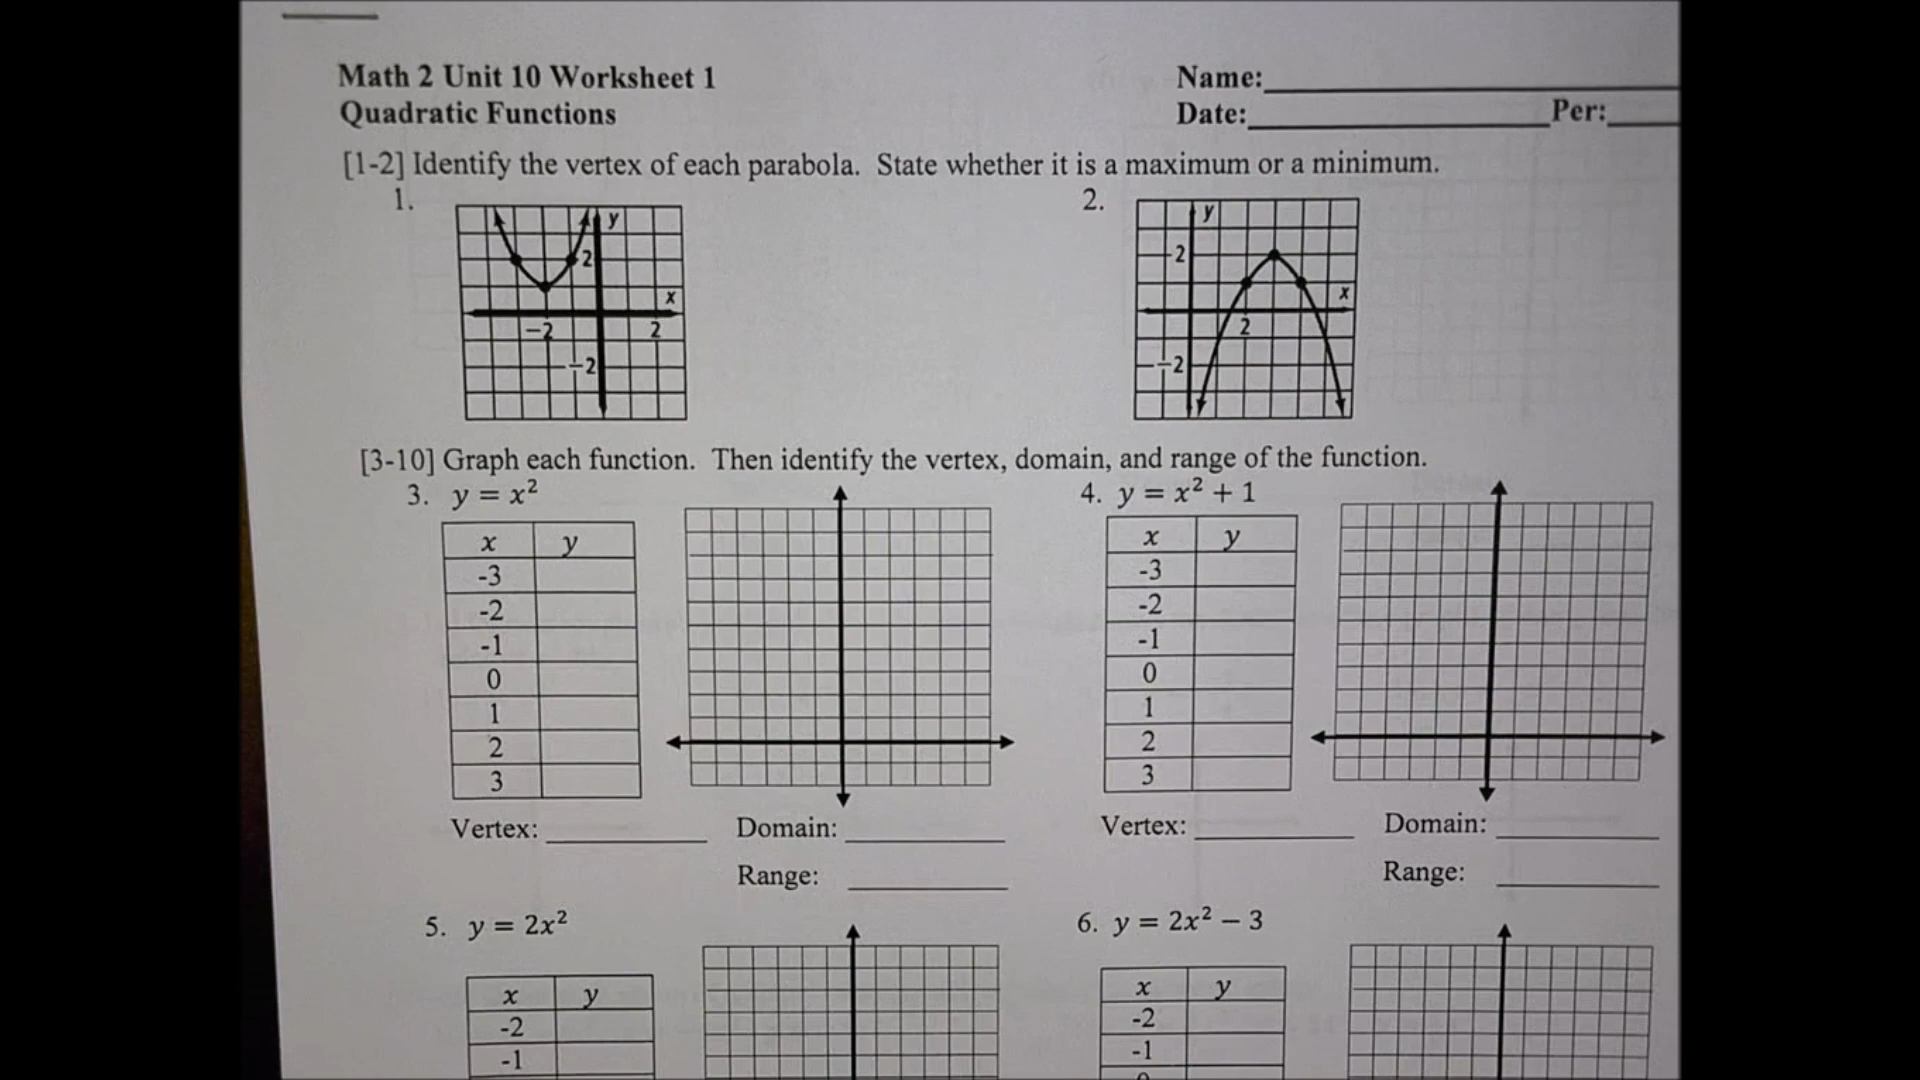 Math 2 Unit 10 Worksheet 1
Name:
Quadratic Functions
Date: Per:
[1-2] Identify the vertex of each parabola. State whether it is a maximum or a minimum.
1.
y
2
x
-2 2
-2
2.
y
2
x
2
-2
[3-10] Graph each function. Then identify the vertex, domain, and range of the function.
3. y = x²
x y
-3
-2
-1
0
1
2
3
Vertex: Domain:
Range:
4. y = x² + 1
x y
-3
-2
-1
0
1
2
3
Vertex: Domain:
Range:
5. y = 2x²
x y
-2
-1
6. y = 2x² − 3
x y
-2
-1